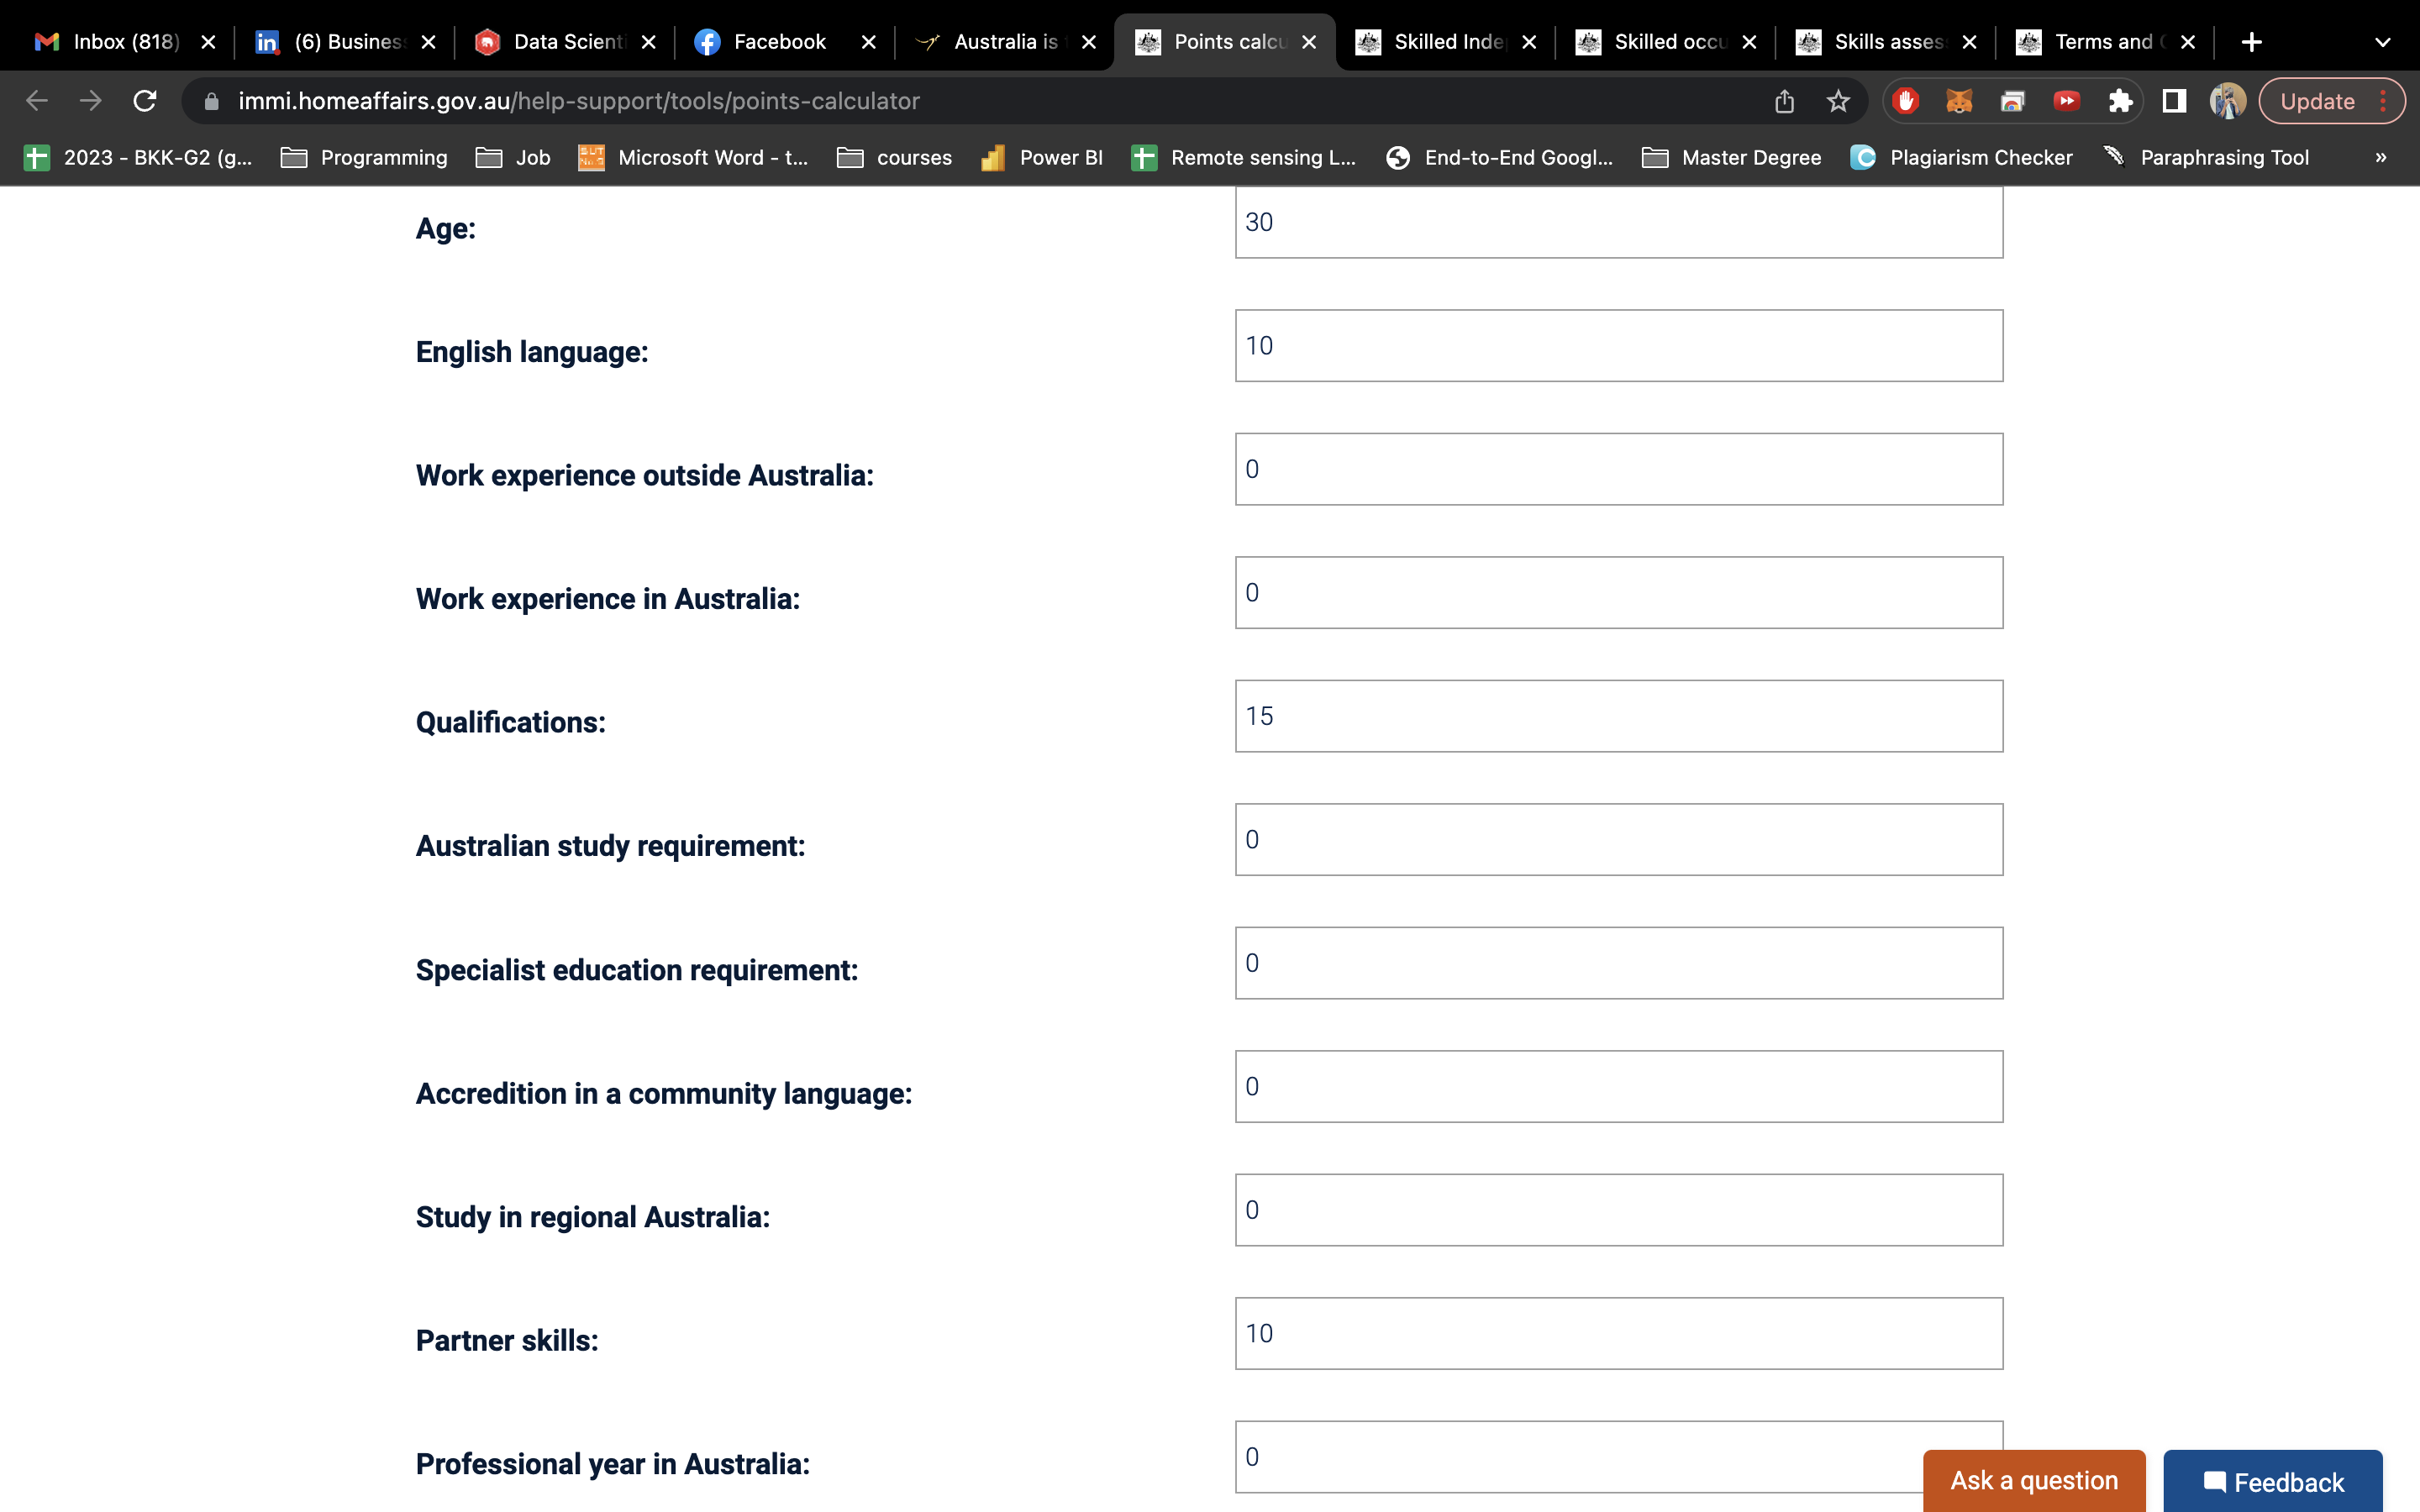 Inbox (818)
(6) Business
Data Scienti
Facebook
Australia is
Points calcu
Skilled Inde
Skilled occu
Skills asses
Terms and
immi.homeaffairs.gov.au/help-support/tools/points-calculator
Update
2023 - BKK-G2 (g...
Programming
Job
Microsoft Word - t...
courses
Power BI
Remote sensing L...
End-to-End Googl...
Master Degree
Plagiarism Checker
Paraphrasing Tool
»
Age: 30
English language: 10
Work experience outside Australia: 0
Work experience in Australia: 0
Qualifications: 15
Australian study requirement: 0
Specialist education requirement: 0
Accredition in a community language: 0
Study in regional Australia: 0
Partner skills: 10
Professional year in Australia: 0
Ask a question
Feedback